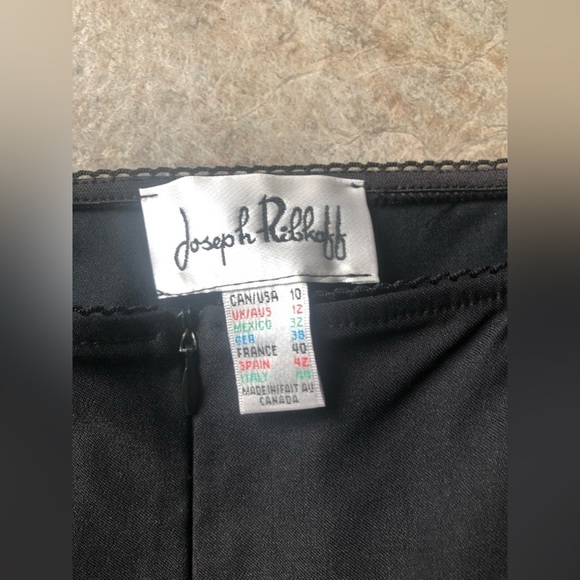 Joseph Ribkoff
CAN/USA 10
UK/AUS 12
MEXICO 32
GER 38
FRANCE 40
SPAIN 42
ITALY 44
MADE IN/FAIT AU
CANADA